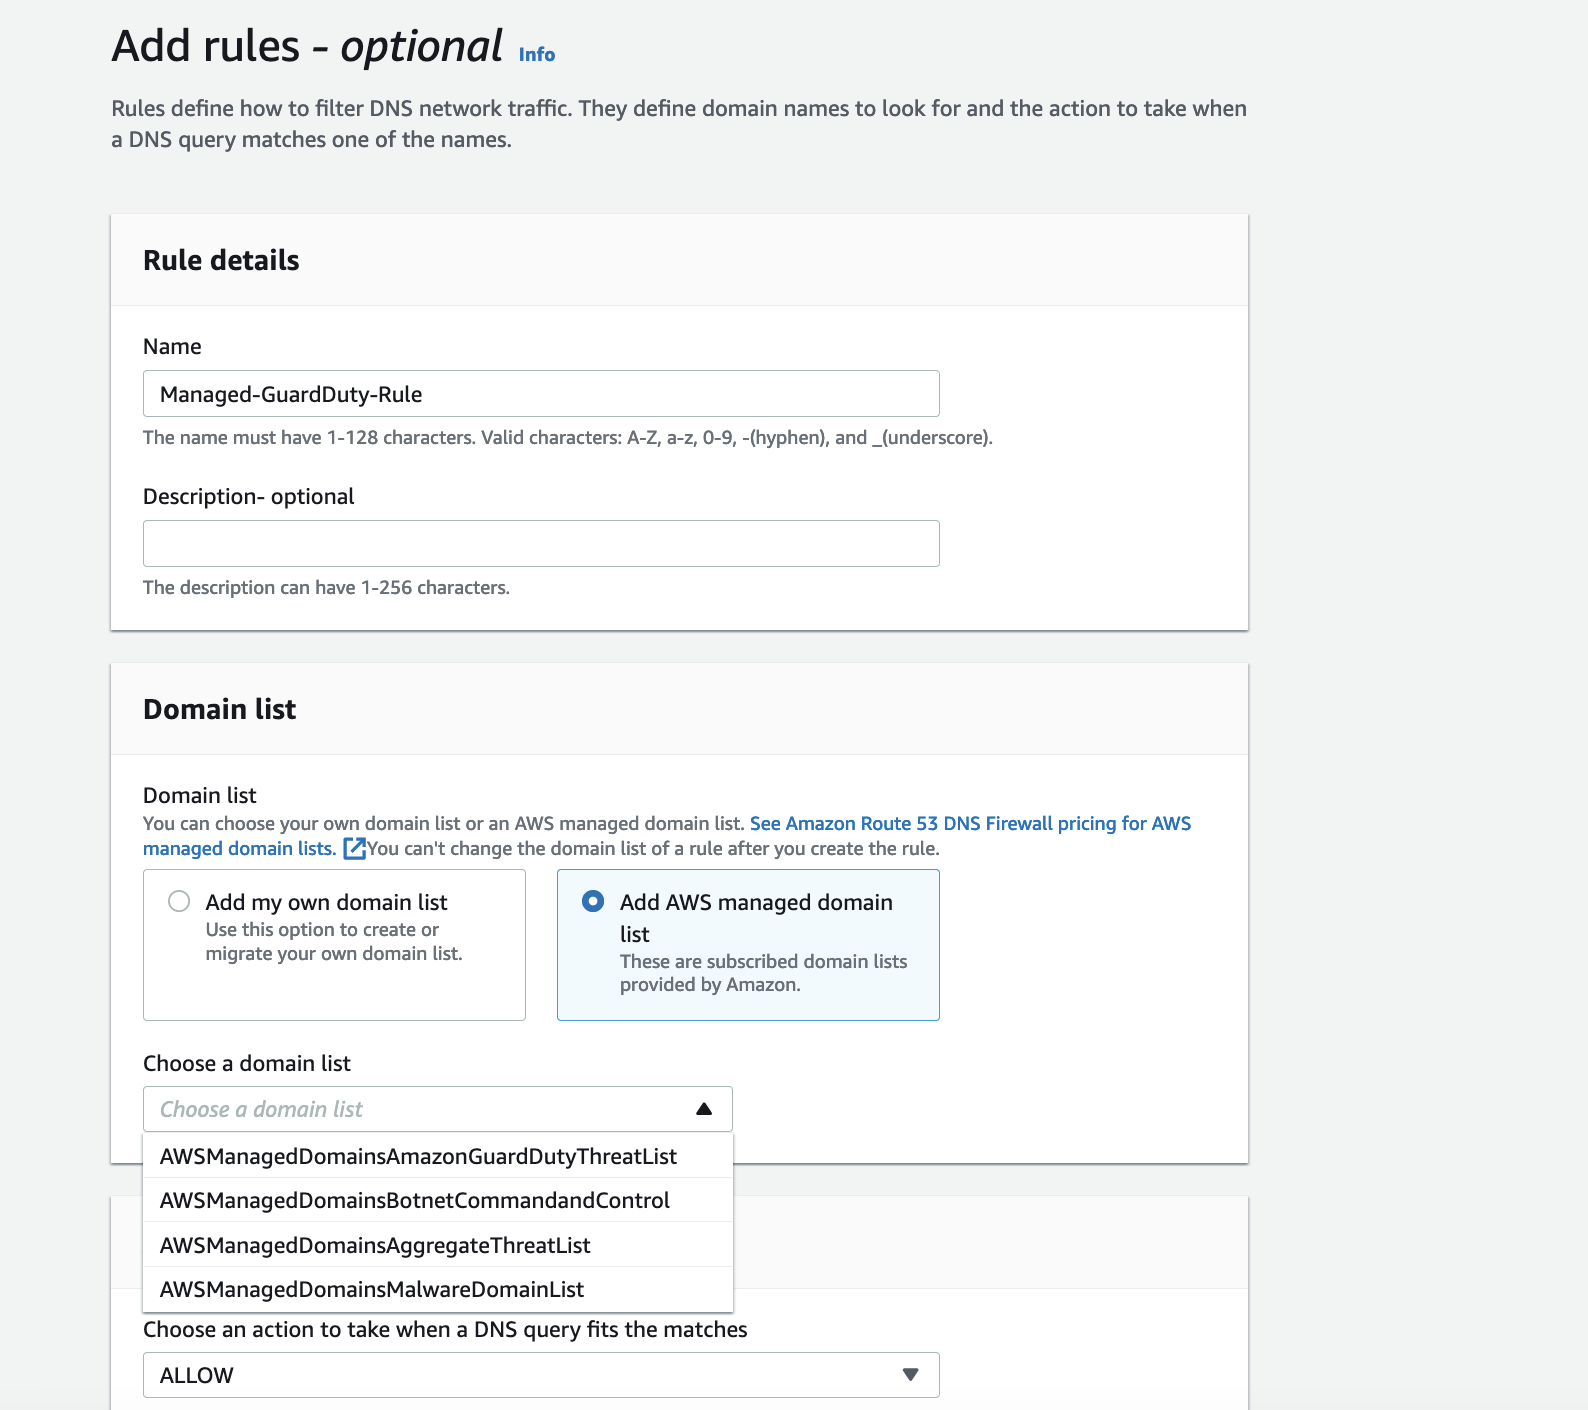 Add rules - optional Info
Rules define how to filter DNS network traffic. They define domain names to look for and the action to take when
a DNS query matches one of the names.
Rule details
Name
Managed-GuardDuty-Rule
The name must have 1-128 characters. Valid characters: A-Z, a-z, 0-9, -(hyphen), and _(underscore).
Description- optional
The description can have 1-256 characters.
Domain list
Domain list
You can choose your own domain list or an AWS managed domain list. See Amazon Route 53 DNS Firewall pricing for AWS
managed domain lists. You can't change the domain list of a rule after you create the rule.
Add my own domain list
Use this option to create or
migrate your own domain list.
Add AWS managed domain
list
These are subscribed domain lists
provided by Amazon.
Choose a domain list
Choose a domain list
AWSManagedDomainsAmazonGuardDutyThreatList
AWSManagedDomainsBotnetCommandandControl
AWSManagedDomainsAggregateThreatList
AWSManagedDomainsMalwareDomainList
Choose an action to take when a DNS query fits the matches
ALLOW